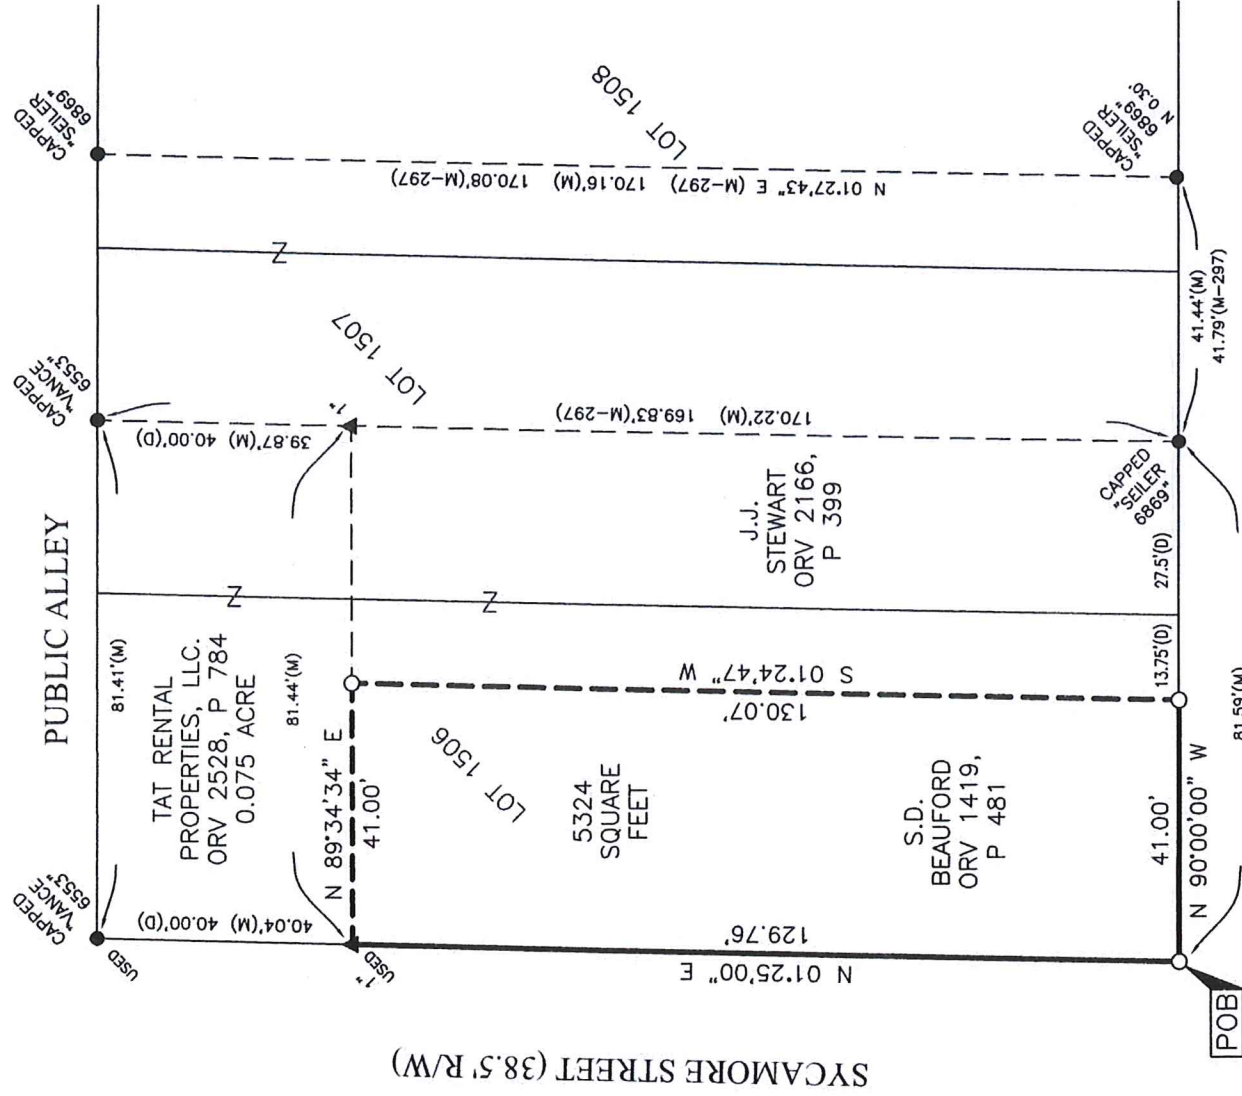 PUBLIC ALLEY
CAPPED
"VANCE
6553"
CAPPED
"VANCE
6553"
CAPPED
"SEILER
6869"
81.41'(M)
TAT RENTAL
PROPERTIES, LLC.
ORV 2528, P 784
0.075 ACRE
81.44'(M)
USED
40.04'(M) 40.00'(D)
39.87'(M) 40.00'(D)
USED
1"
1"
N 89°34'34" E
41.00'
LOT 1506
LOT 1507
LOT 1508
Z
Z
Z
5324
SQUARE
FEET
S.D.
BEAUFORD
ORV 1419,
P 481
J.J.
STEWART
ORV 2166,
P 399
N 01°25'00" E
129.76'
S 01°24'47" W
130.07'
170.22'(M) 169.83'(M-297)
N 01°27'43" E (M-297) 170.16'(M) 170.08'(M-297)
41.00'
N 90°00'00" W
13.75'(D)
27.5'(D)
CAPPED
"SEILER
6869"
CAPPED
"SEILER
6869"
N 0.30'
41.44'(M)
41.79'(M-297)
81.59'(M)
POB
SYCAMORE STREET (38.5' R/W)